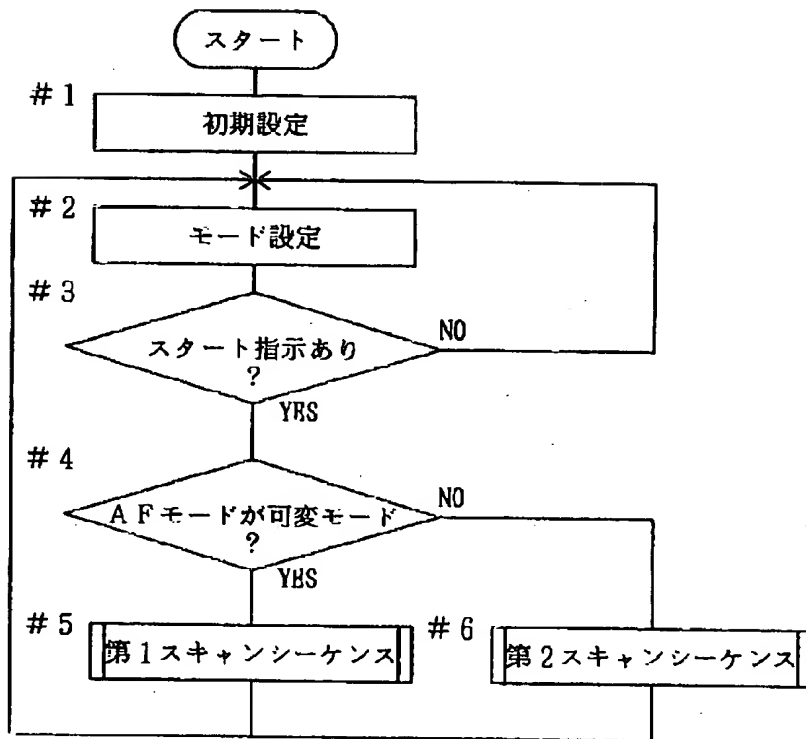 スタート
#1
初期設定
#2
モード設定
#3
スタート指示あり
?
NO
YES
#4
AFモードが可変モード
?
NO
YES
#5
第1スキャンシーケンス
#6
第2スキャンシーケンス